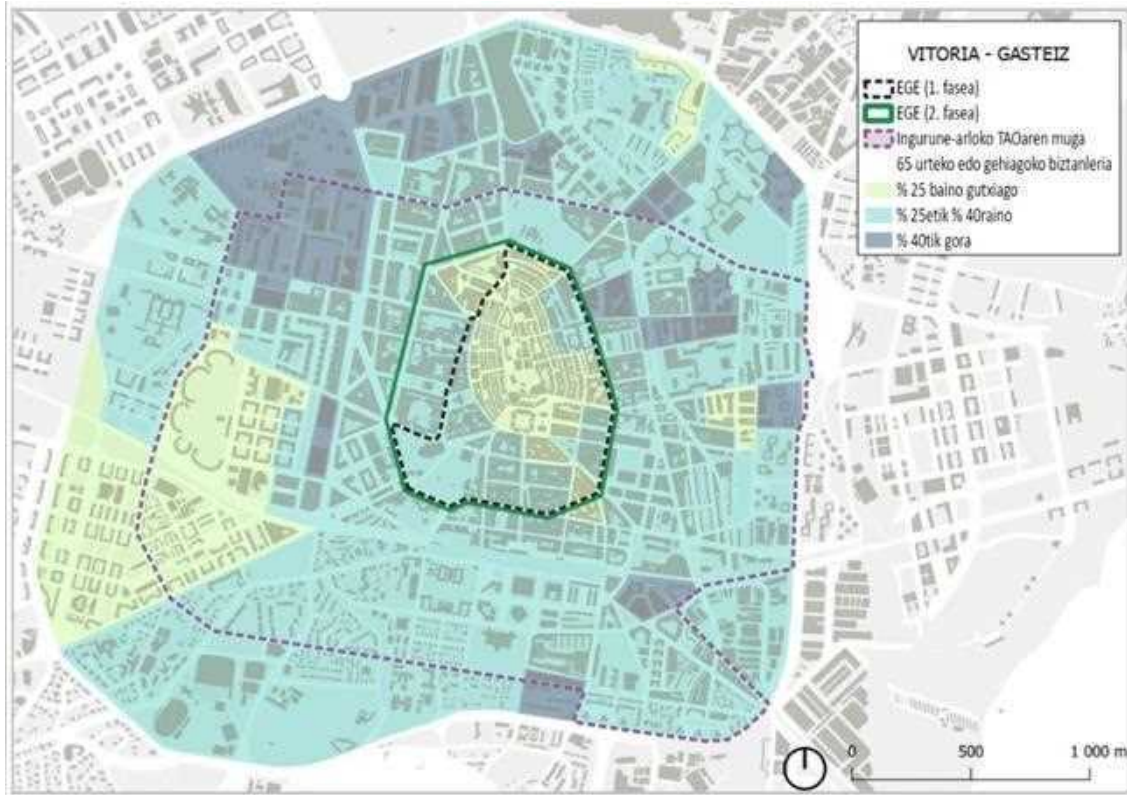 VITORIA - GASTEIZ
EGE (1. fasea)
EGE (2. fasea)
Ingurune-arloko TAOaren muga
65 urteko edo gehiagoko biztanleria
% 25 baino gutxiago
% 25etik % 40raino
% 40tik gora
0 500 1 000 m